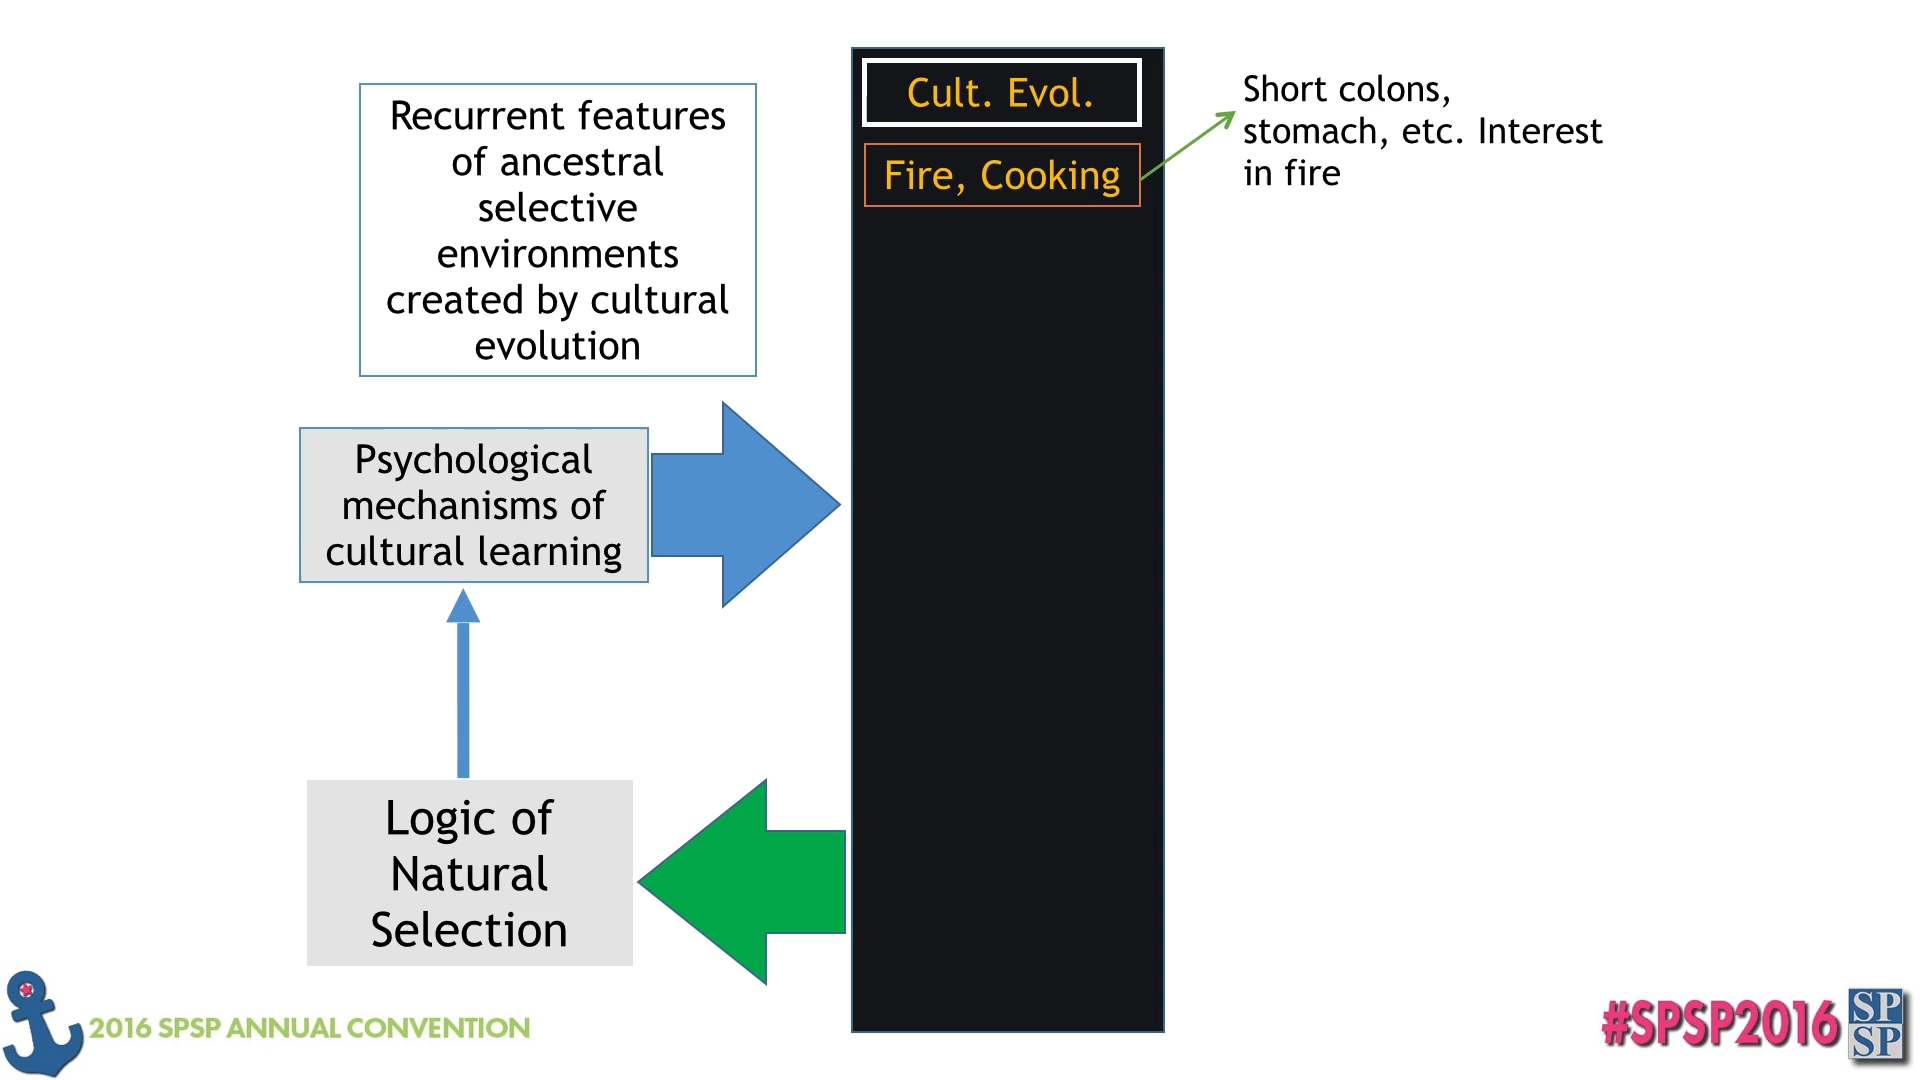 Recurrent features
of ancestral
selective
environments
created by cultural
evolution
Cult. Evol.
Fire, Cooking
Short colons,
stomach, etc. Interest
in fire
Psychological
mechanisms of
cultural learning
Logic of
Natural
Selection
2016 SPSP ANNUAL CONVENTION
#SPSP2016
SP
SP